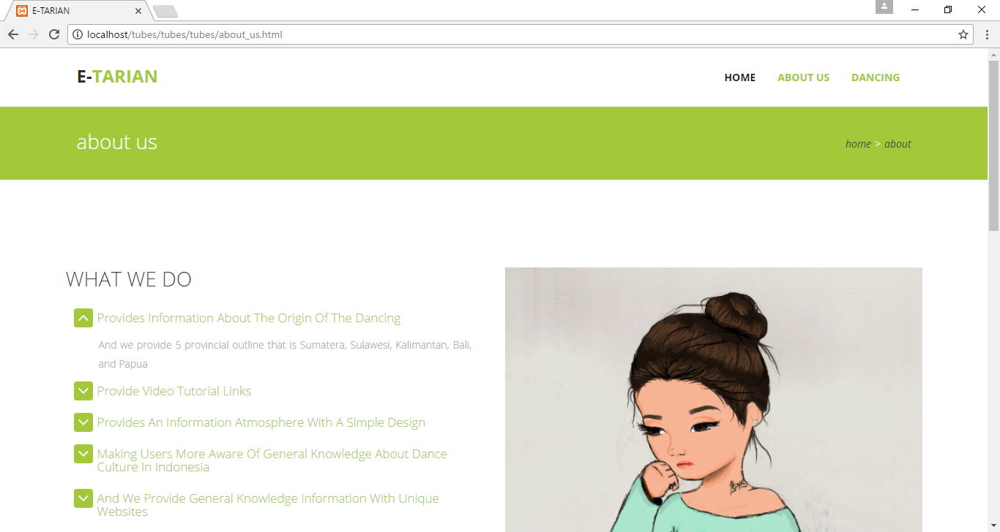 E-TARIAN
localhost/tubes/tubes/tubes/about_us.html
E-TARIAN
HOME ABOUT US DANCING
about us
home > about
WHAT WE DO
Provides Information About The Origin Of The Dancing
And we provide 5 provincial outline that is Sumatera, Sulawesi, Kalimantan, Bali,
and Papua
Provide Video Tutorial Links
Provides An Information Atmosphere With A Simple Design
Making Users More Aware Of General Knowledge About Dance
Culture In Indonesia
And We Provide General Knowledge Information With Unique
Websites